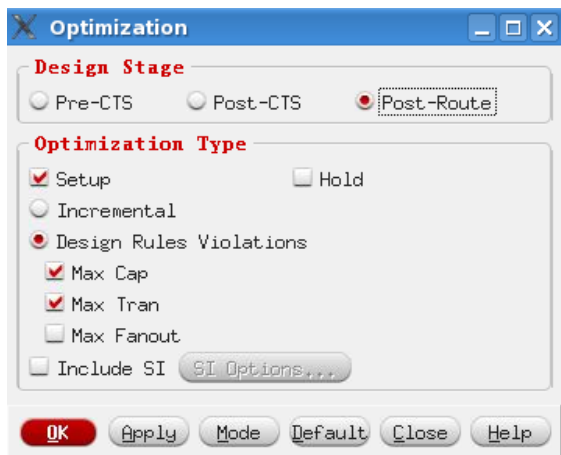 Optimization
Design Stage
Pre-CTS Post-CTS Post-Route
Optimization Type
Setup Hold
Incremental
Design Rules Violations
Max Cap
Max Tran
Max Fanout
Include SI SI Options...
OK Apply Mode Default Close Help